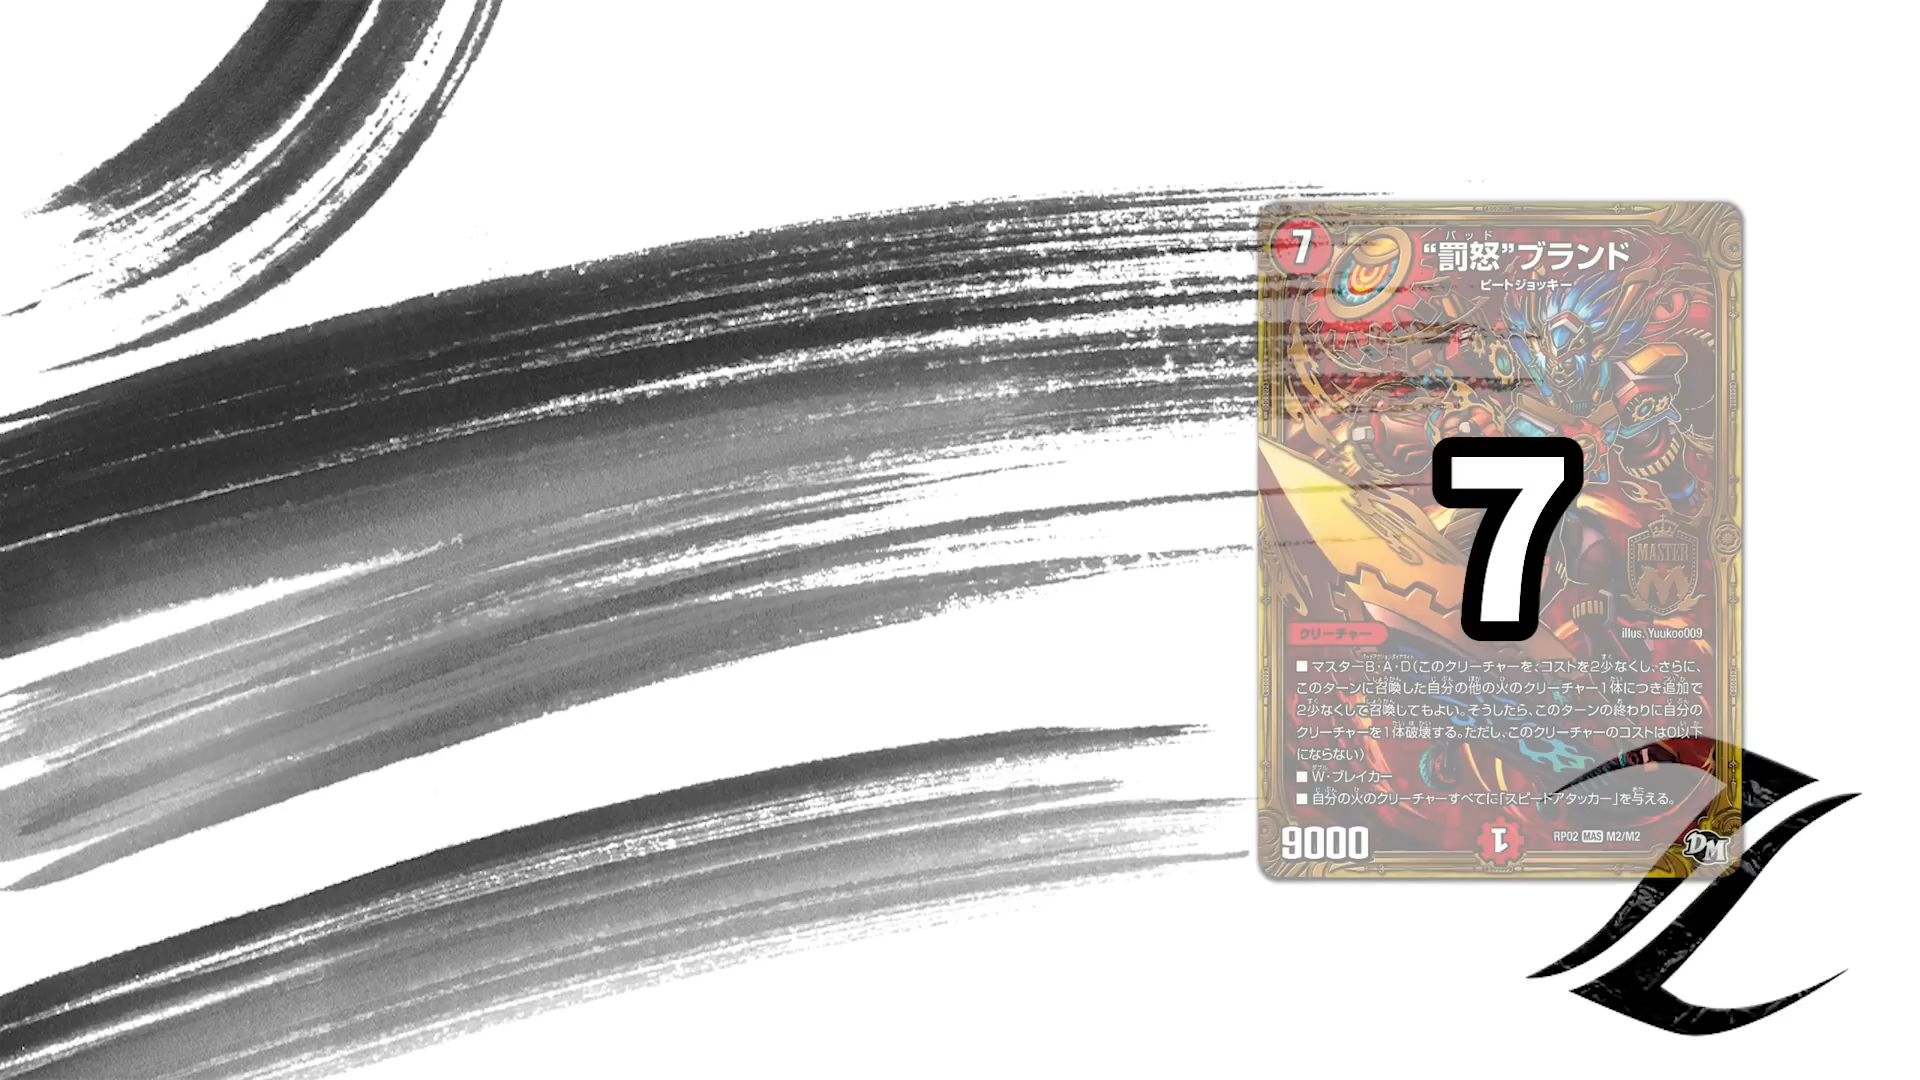 7
バッド
“罰怒”ブランド
ビートジョッキー
7
MASTER
M
クリーチャー
illus. Yuukoo009
■ マスターB・A・D(このクリーチャーを、コストを2少なくし、さらに、
このターンに召喚した自分の他の火のクリーチャー1体につき追加で
2少なくして召喚してもよい。そうしたら、このターンの終わりに自分の
クリーチャーを1体破壊する。ただし、このクリーチャーのコストは0以下
にならない)
■ W・ブレイカー
■ 自分の火のクリーチャーすべてに「スピードアタッカー」を与える。
9000
1
RP02 MAS M2/M2
DM